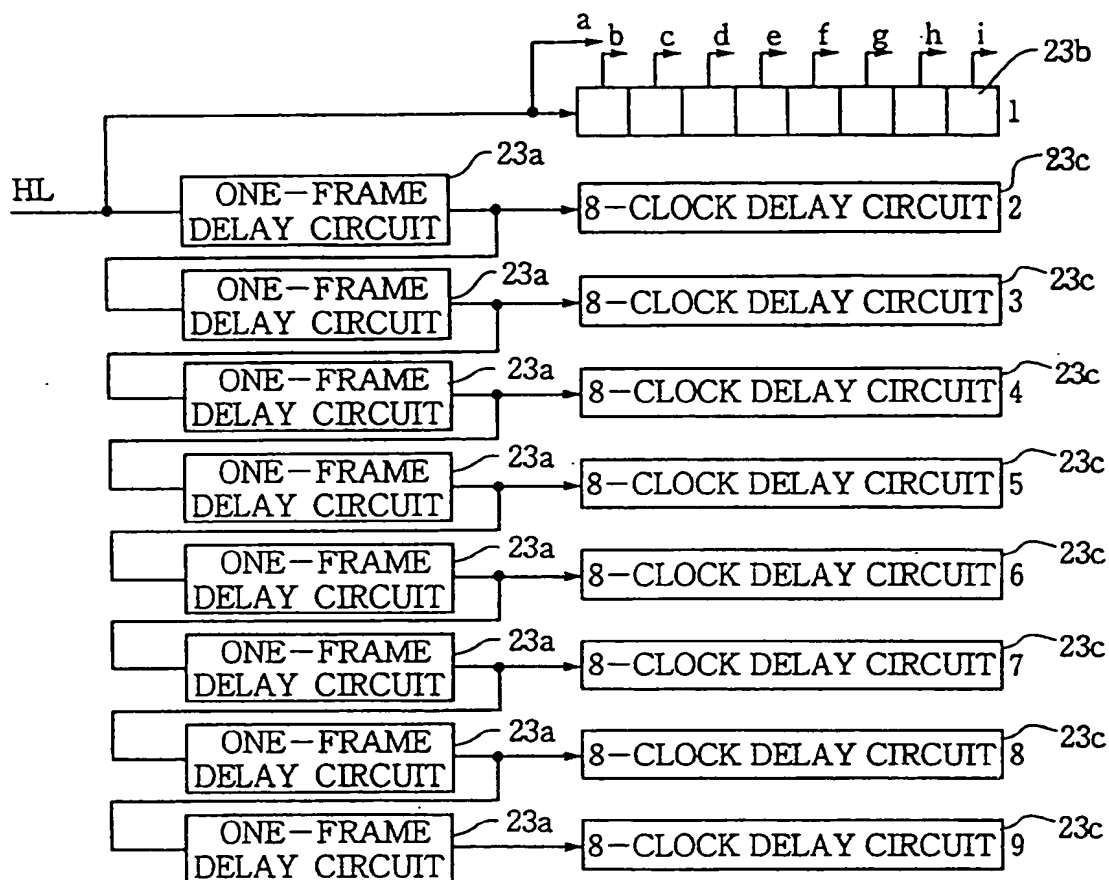 a b c d e f g h i
23b
1
HL
23a
23c
ONE-FRAME
DELAY CIRCUIT
8-CLOCK DELAY CIRCUIT 2
23a
23c
ONE-FRAME
DELAY CIRCUIT
8-CLOCK DELAY CIRCUIT 3
23a
23c
ONE-FRAME
DELAY CIRCUIT
8-CLOCK DELAY CIRCUIT 4
23a
23c
ONE-FRAME
DELAY CIRCUIT
8-CLOCK DELAY CIRCUIT 5
23a
23c
ONE-FRAME
DELAY CIRCUIT
8-CLOCK DELAY CIRCUIT 6
23a
23c
ONE-FRAME
DELAY CIRCUIT
8-CLOCK DELAY CIRCUIT 7
23a
23c
ONE-FRAME
DELAY CIRCUIT
8-CLOCK DELAY CIRCUIT 8
23a
23c
ONE-FRAME
DELAY CIRCUIT
8-CLOCK DELAY CIRCUIT 9